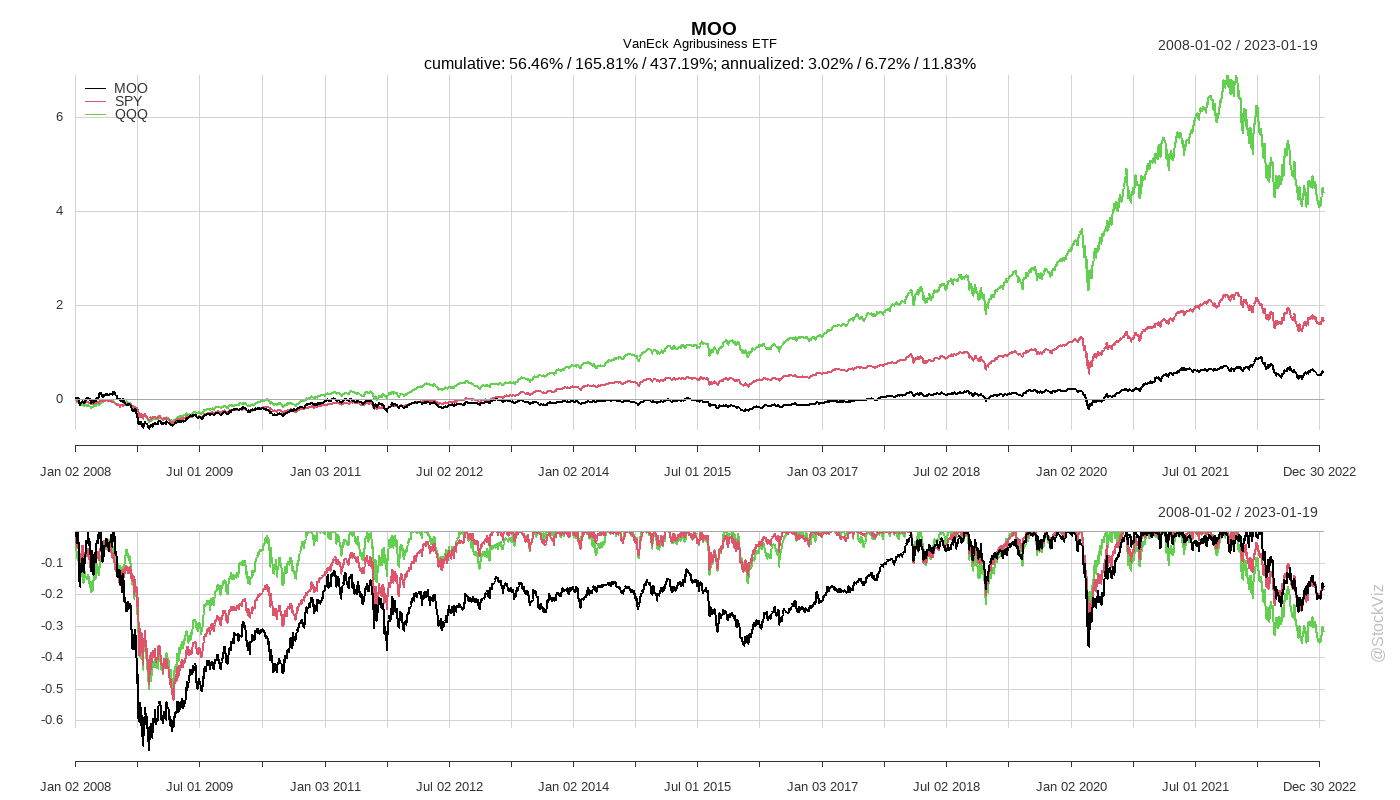 MOO
VanEck Agribusiness ETF
2008-01-02 / 2023-01-19
cumulative: 56.46% / 165.81% / 437.19%; annualized: 3.02% / 6.72% / 11.83%
MOO
SPY
QQQ
6
4
2
0
Jan 02 2008 Jul 01 2009 Jan 03 2011 Jul 02 2012 Jan 02 2014 Jul 01 2015 Jan 03 2017 Jul 02 2018 Jan 02 2020 Jul 01 2021 Dec 30 2022
2008-01-02 / 2023-01-19
-0.1
-0.2
-0.3
-0.4
-0.5
-0.6
Jan 02 2008 Jul 01 2009 Jan 03 2011 Jul 02 2012 Jan 02 2014 Jul 01 2015 Jan 03 2017 Jul 02 2018 Jan 02 2020 Jul 01 2021 Dec 30 2022
@StockViz